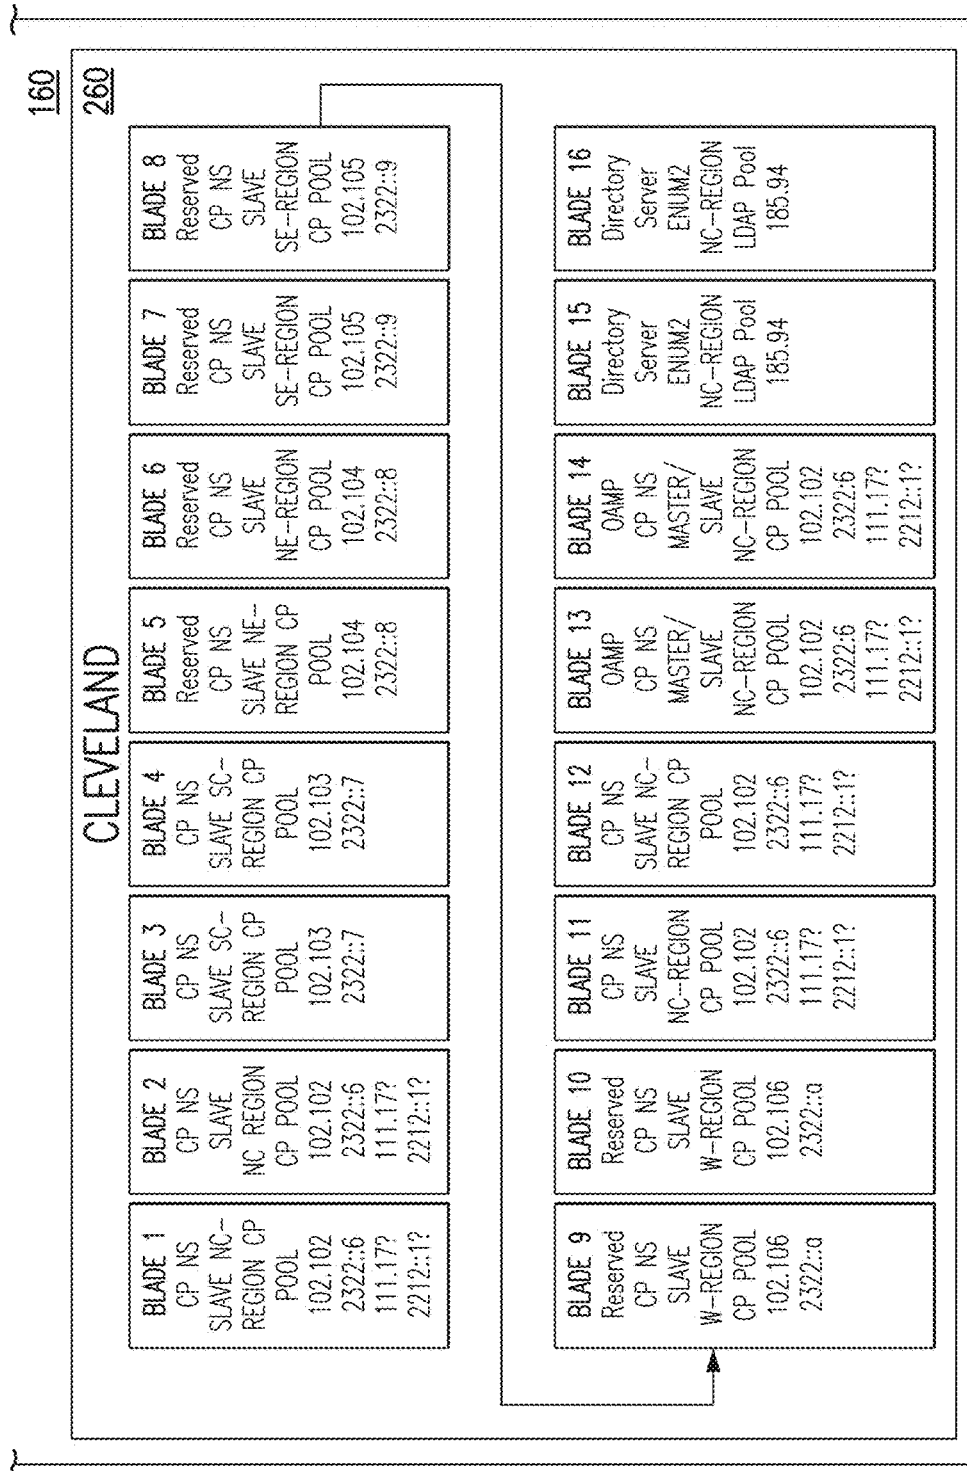 160
260
CLEVELAND
BLADE 1
CP NS
SLAVE NC-
REGION CP
POOL
102.102
2322::6
111.17?
2212::1?
BLADE 2
CP NS
SLAVE
NC REGION
CP POOL
102.102
2322::6
111.17?
2212::1?
BLADE 3
CP NS
SLAVE SC-
REGION CP
POOL
102.103
2322::7
BLADE 4
CP NS
SLAVE SC-
REGION CP
POOL
102.103
2322::7
BLADE 5
Reserved
CP NS
SLAVE NE-
REGION CP
POOL
102.104
2322::8
BLADE 6
Reserved
CP NS
SLAVE
NE-REGION
CP POOL
102.104
2322::8
BLADE 7
Reserved
CP NS
SLAVE
SE-REGION
CP POOL
102.105
2322::9
BLADE 8
Reserved
CP NS
SLAVE
SE-REGION
CP POOL
102.105
2322::9
BLADE 9
Reserved
CP NS
SLAVE
W-REGION
CP POOL
102.106
2322::a
BLADE 10
Reserved
CP NS
SLAVE
W-REGION
CP POOL
102.106
2322::a
BLADE 11
CP NS
SLAVE
NC-REGION
CP POOL
102.102
2322::6
111.17?
2212::1?
BLADE 12
CP NS
SLAVE NC-
REGION CP
POOL
102.102
2322::6
111.17?
2212::1?
BLADE 13
OAMP
CP NS
MASTER/
SLAVE
NC-REGION
CP POOL
102.102
2322:6
111.17?
2212::1?
BLADE 14
OAMP
CP NS
MASTER/
SLAVE
NC-REGION
CP POOL
102.102
2322:6
111.17?
2212::1?
BLADE 15
Directory
Server
ENUM2
NC-REGION
LDAP Pool
185.94
BLADE 16
Directory
Server
ENUM2
NC-REGION
LDAP Pool
185.94